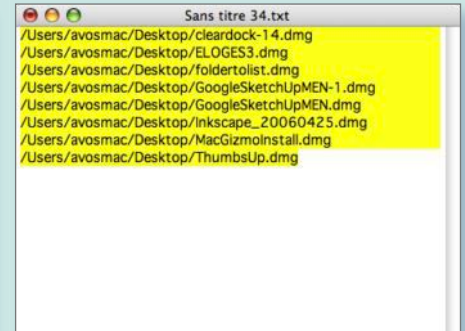 Sans titre 34.txt
/Users/avosmac/Desktop/cleardock-14.dmg
/Users/avosmac/Desktop/ELOGES3.dmg
/Users/avosmac/Desktop/foldertolist.dmg
/Users/avosmac/Desktop/GoogleSketchUpMEN-1.dmg
/Users/avosmac/Desktop/GoogleSketchUpMEN.dmg
/Users/avosmac/Desktop/Inkscape_20060425.dmg
/Users/avosmac/Desktop/MacGizmoInstall.dmg
/Users/avosmac/Desktop/ThumbsUp.dmg